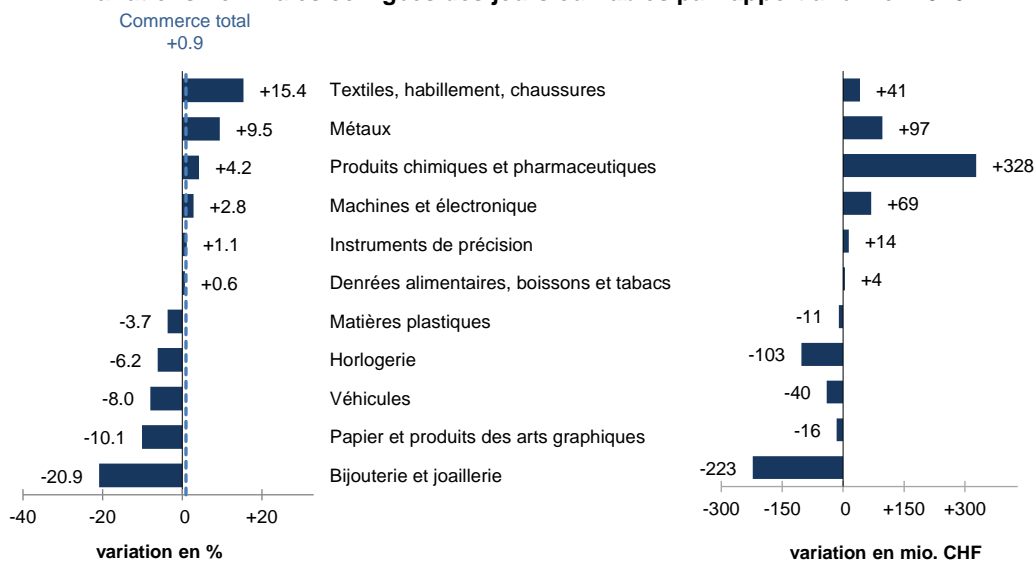 Commerce total
+0.9
+15.4 Textiles, habillement, chaussures +41
+9.5 Métaux +97
+4.2 Produits chimiques et pharmaceutiques +328
+2.8 Machines et électronique +69
+1.1 Instruments de précision +14
+0.6 Denrées alimentaires, boissons et tabacs +4
-3.7 Matières plastiques -11
-6.2 Horlogerie -103
-8.0 Véhicules -40
-10.1 Papier et produits des arts graphiques -16
-20.9 Bijouterie et joaillerie -223
-40 -20 0 +20 -300 -150 0 +150 +300
variation en % variation en mio. CHF